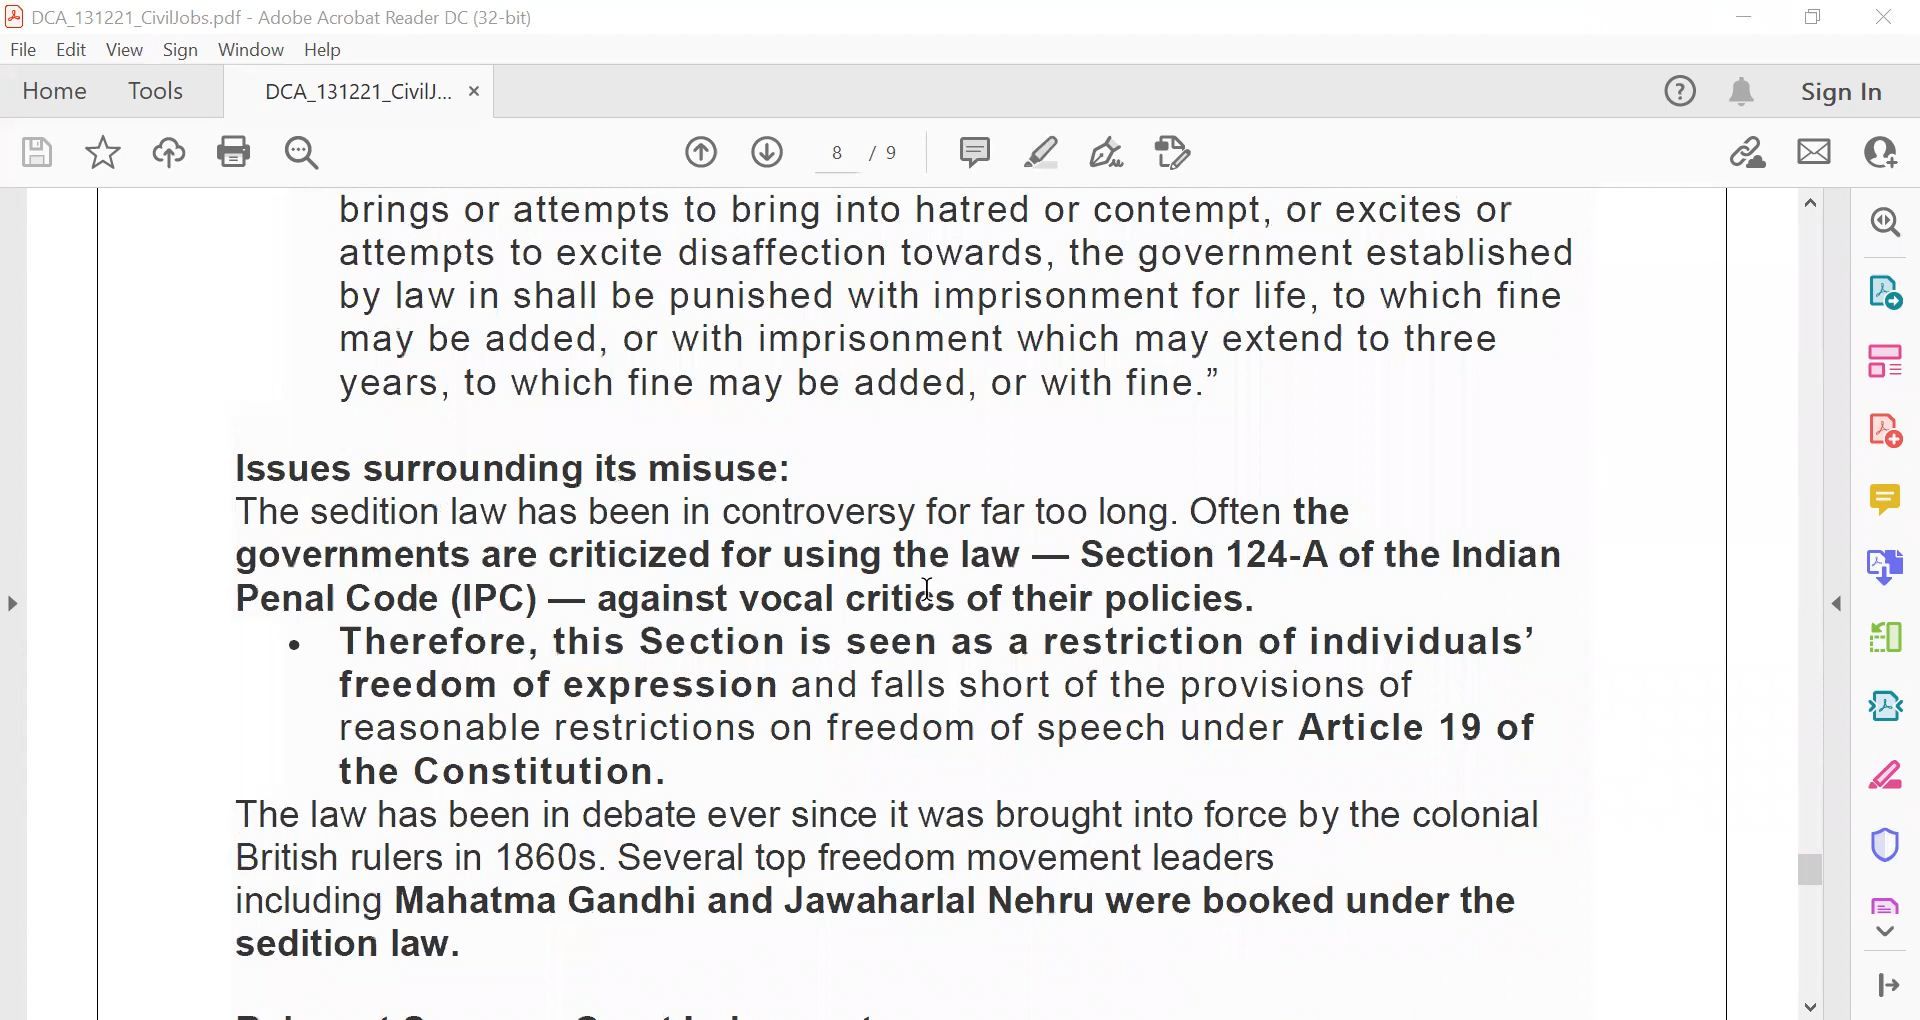 DCA_131221_CivilJobs.pdf - Adobe Acrobat Reader DC (32-bit)
File Edit View Sign Window Help
Home Tools DCA_131221_CivilJ... × Sign In
8 / 9
brings or attempts to bring into hatred or contempt, or excites or
attempts to excite disaffection towards, the government established
by law in shall be punished with imprisonment for life, to which fine
may be added, or with imprisonment which may extend to three
years, to which fine may be added, or with fine.”
Issues surrounding its misuse:
The sedition law has been in controversy for far too long. Often the
governments are criticized for using the law — Section 124-A of the Indian
Penal Code (IPC) — against vocal critics of their policies.
• Therefore, this Section is seen as a restriction of individuals’
freedom of expression and falls short of the provisions of
reasonable restrictions on freedom of speech under Article 19 of
the Constitution.
The law has been in debate ever since it was brought into force by the colonial
British rulers in 1860s. Several top freedom movement leaders
including Mahatma Gandhi and Jawaharlal Nehru were booked under the
sedition law.